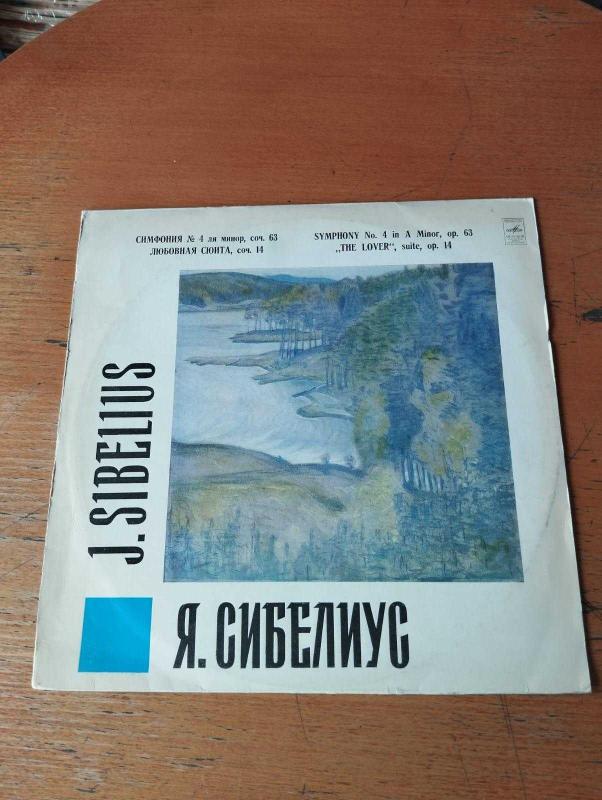 СИМФОНИЯ № 4 ля минор, соч. 63
ЛЮБОВНАЯ СЮИТА, соч. 14
SYMPHONY No. 4 in A Minor, op. 63
„THE LOVER“, suite, op. 14
J. SIBELIUS
Я. СИБЕЛИУС